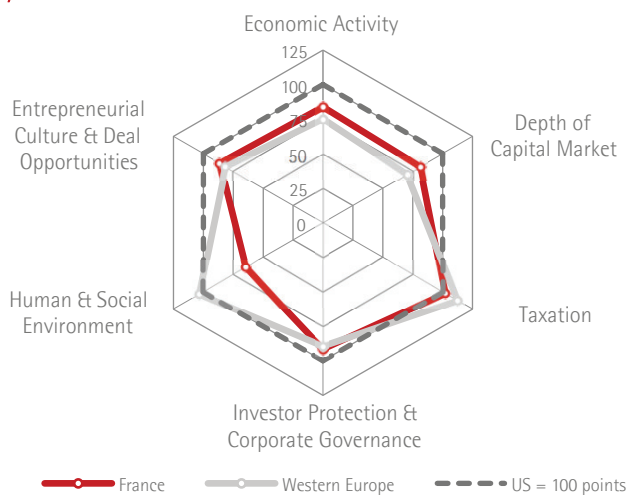 Economic Activity
125
100
75
50
25
0
Entrepreneurial
Culture & Deal
Opportunities
Depth of
Capital Market
Human & Social
Environment
Taxation
Investor Protection &
Corporate Governance
France
Western Europe
US = 100 points